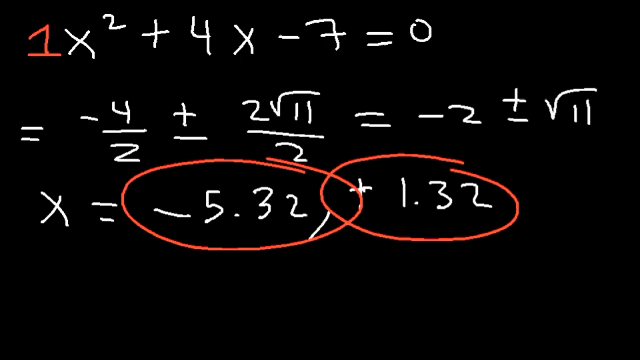 1x² + 4x - 7 = 0
= -4/2 ± 2√11/2 = -2 ± √11
x = -5.32, +1.32